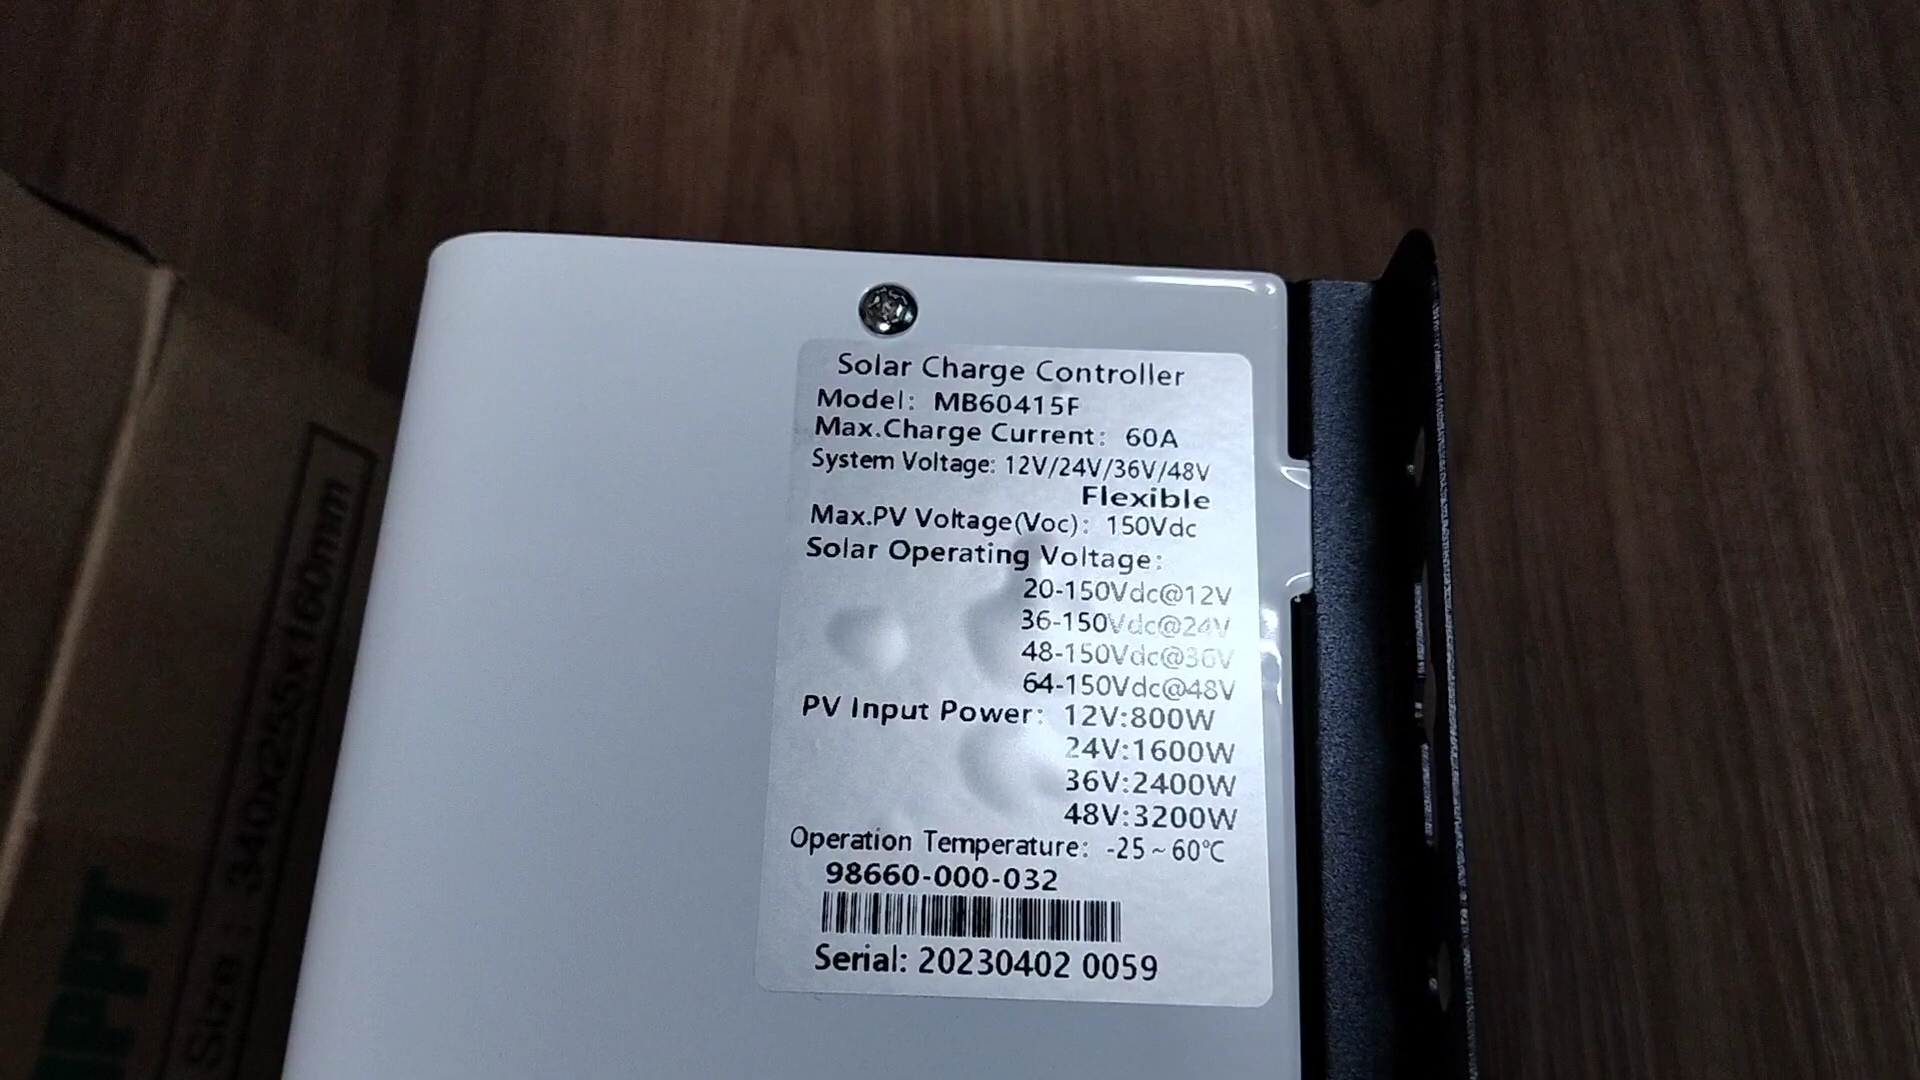 Solar Charge Controller
Model: MB60415F
Max.Charge Current: 60A
System Voltage: 12V/24V/36V/48V
Flexible
Max.PV Voltage(Voc): 150Vdc
Solar Operating Voltage:
20-150Vdc@12V
36-150Vdc@24V
48-150Vdc@36V
64-150Vdc@48V
PV Input Power: 12V:800W
24V:1600W
36V:2400W
48V:3200W
Operation Temperature: -25~60℃
98660-000-032
Serial: 20230402 0059
MPPT
Size: 340x255x160mm